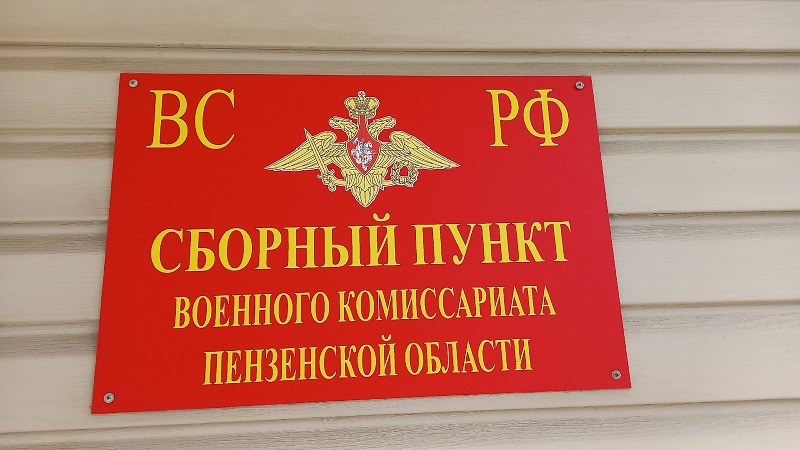 ВС РФ
СБОРНЫЙ ПУНКТ
ВОЕННОГО КОМИССАРИАТА
ПЕНЗЕНСКОЙ ОБЛАСТИ